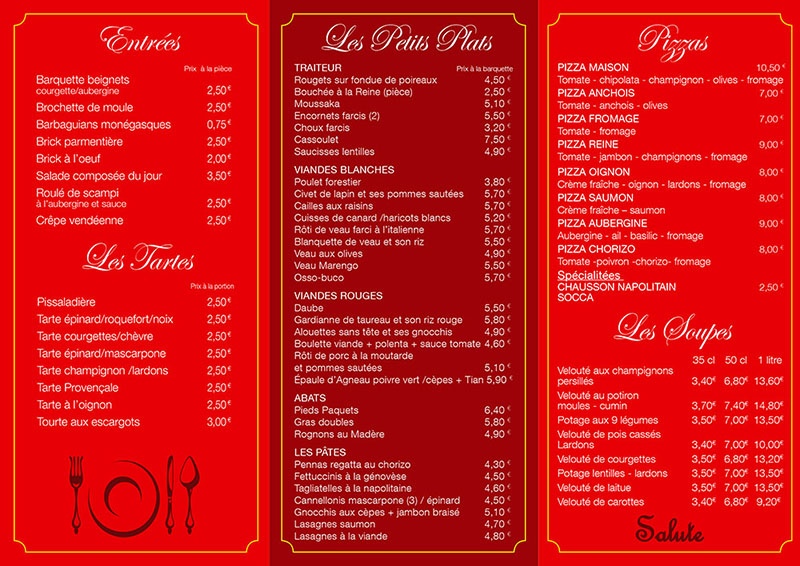 Entrées
Prix à la pièce
Barquette beignets
courgette/aubergine 2,50€
Brochette de moule 2,50€
Barbaguians monégasques 0,75€
Brick parmentière 2,50€
Brick à l'oeuf 2,00€
Salade composée du jour 3,50€
Roulé de scampi
à l'aubergine et sauce 2,50€
Crêpe vendéenne 2,50€
Les Tartes
Prix à la portion
Pissaladière 2,50€
Tarte épinard/roquefort/noix 2,50€
Tarte courgettes/chèvre 2,50€
Tarte épinard/mascarpone 2,50€
Tarte champignon /lardons 2,50€
Tarte Provençale 2,50€
Tarte à l'oignon 2,50€
Tourte aux escargots 3,00€
Les Petits Plats
TRAITEUR Prix à la barquette
Rougets sur fondue de poireaux 4,50€
Bouchée à la Reine (pièce) 2,50€
Moussaka 5,10€
Encornets farcis (2) 5,50€
Choux farcis 3,20€
Cassoulet 7,50€
Saucisses lentilles 4,90€
VIANDES BLANCHES
Poulet forestier 3,80€
Civet de lapin et ses pommes sautées 5,70€
Cailles aux raisins 5,70€
Cuisses de canard /haricots blancs 5,20€
Rôti de veau farci à l'italienne 5,70€
Blanquette de veau et son riz 5,50€
Veau aux olives 4,90€
Veau Marengo 5,50€
Osso-buco 5,70€
VIANDES ROUGES
Daube 5,50€
Gardianne de taureau et son riz rouge 5,80€
Alouettes sans tête et ses gnocchis 4,90€
Boulette viande + polenta + sauce tomate 4,60€
Rôti de porc à la moutarde
et pommes sautées 5,10€
Épaule d'Agneau poivre vert /cèpes + Tian 5,90€
ABATS
Pieds Paquets 6,40€
Gras doubles 5,80€
Rognons au Madère 4,90€
LES PÂTES
Pennas regatta au chorizo 4,30€
Fettuccinis à la génovèse 4,50€
Tagliatelles à la napolitaine 4,60€
Cannellonis mascarpone (3) / épinard 4,50€
Gnocchis aux cèpes + jambon braisé 5,10€
Lasagnes saumon 4,70€
Lasagnes à la viande 4,80€
Pizzas
PIZZA MAISON 10,50€
Tomate - chipolata - champignon - olives - fromage
PIZZA ANCHOIS 7,00€
Tomate - anchois - olives
PIZZA FROMAGE 7,00€
Tomate - fromage
PIZZA REINE 9,00€
Tomate - jambon - champignons - fromage
PIZZA OIGNON 8,00€
Crème fraîche - oignon - lardons - fromage
PIZZA SAUMON 8,00€
Crème fraîche – saumon
PIZZA AUBERGINE 9,00€
Aubergine - ail - basilic - fromage
PIZZA CHORIZO 8,00€
Tomate -poivron -chorizo- fromage
Spécialitées
CHAUSSON NAPOLITAIN 2,50€
SOCCA
Les Soupes
35 cl 50 cl 1 litre
Velouté aux champignons
persillés 3,40€ 6,80€ 13,60€
Velouté au potiron
moules - cumin 3,70€ 7,40€ 14,80€
Potage aux 9 légumes 3,50€ 7,00€ 13,50€
Velouté de pois cassés
Lardons 3,40€ 7,00€ 10,00€
Velouté de courgettes 3,50€ 6,80€ 13,20€
Potage lentilles - lardons 3,50€ 7,00€ 13,50€
Velouté de laitue 3,50€ 7,00€ 13,50€
Velouté de carottes 3,40€ 6,80€ 9,20€
Salute